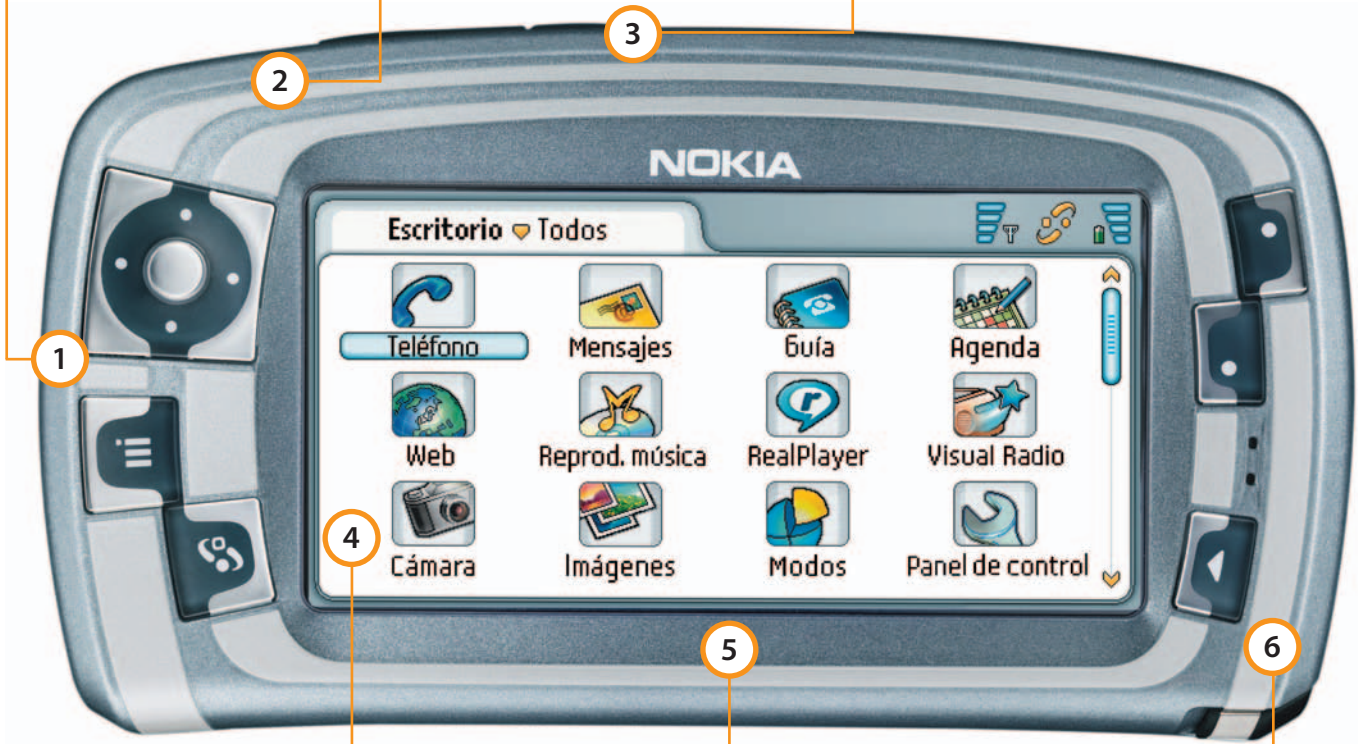 3
2
NOKIA
Escritorio Todos
Teléfono Mensajes Guía Agenda
1
Web Reprod. música RealPlayer Visual Radio
4
Cámara Imágenes Modos Panel de control
5
6